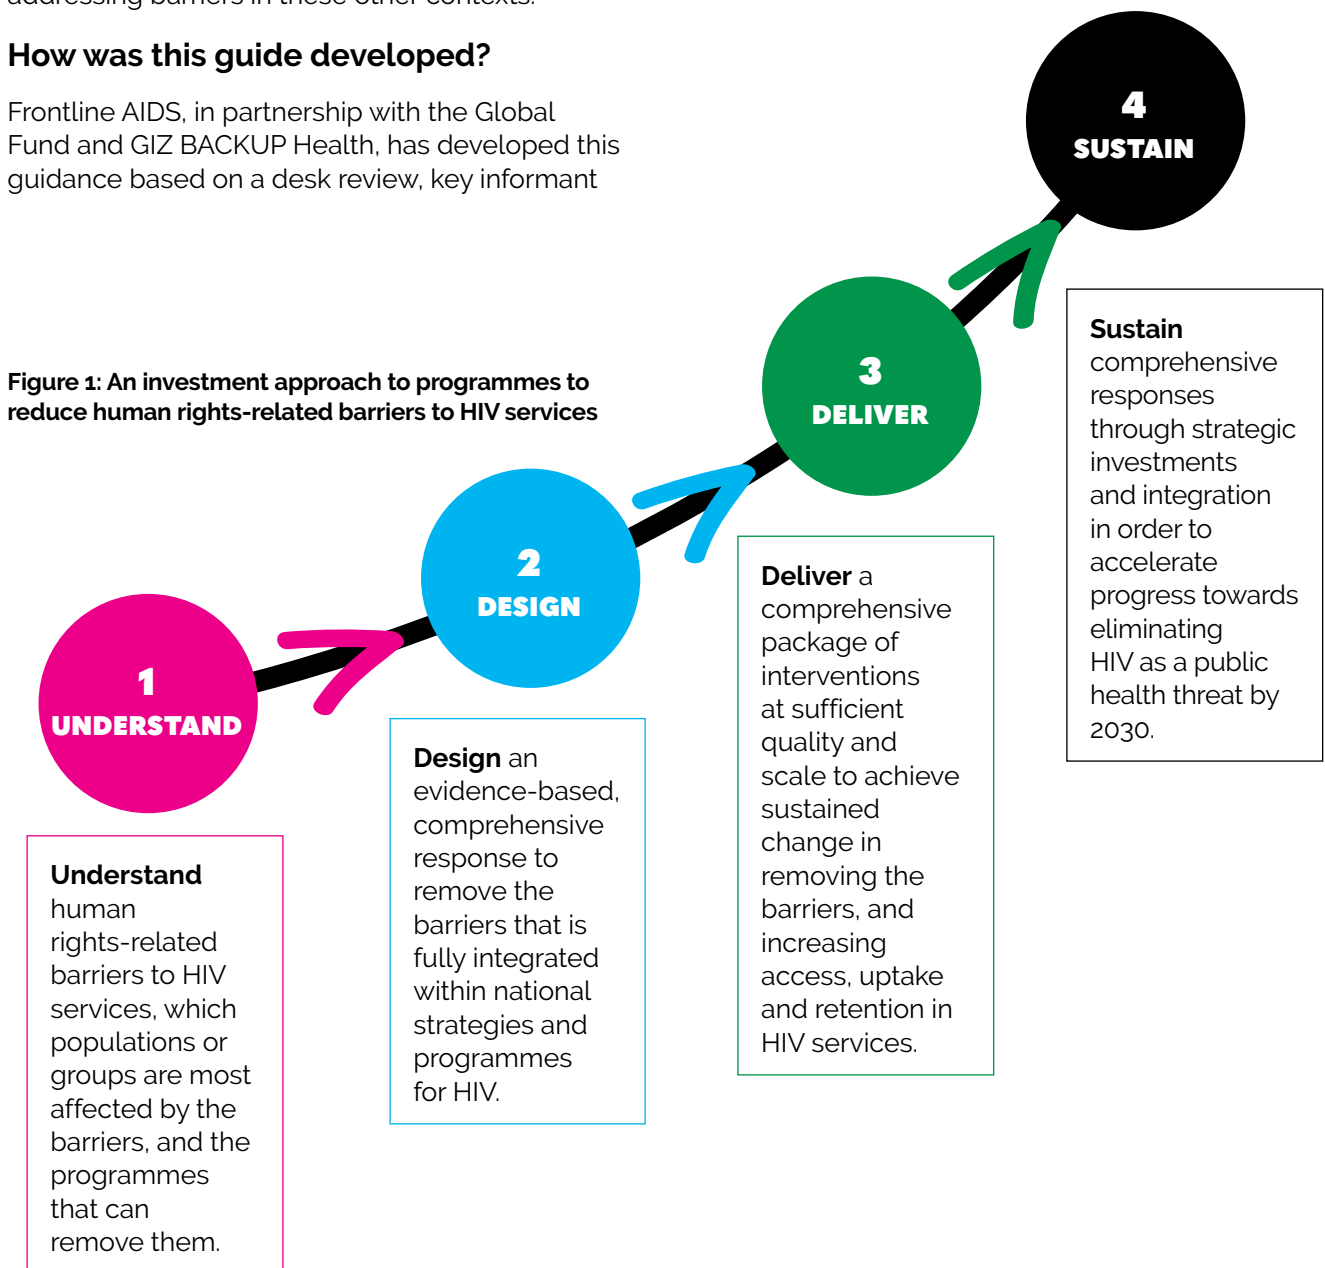 addressing barriers in these other contexts.
How was this guide developed?
Frontline AIDS, in partnership with the Global
Fund and GIZ BACKUP Health, has developed this
guidance based on a desk review, key informant
Figure 1: An investment approach to programmes to
reduce human rights-related barriers to HIV services
1
UNDERSTAND
Understand
human
rights-related
barriers to HIV
services, which
populations or
groups are most
affected by the
barriers, and the
programmes
that can
remove them.
2
DESIGN
Design an
evidence-based,
comprehensive
response to
remove the
barriers that is
fully integrated
within national
strategies and
programmes
for HIV.
3
DELIVER
Deliver a
comprehensive
package of
interventions
at sufficient
quality and
scale to achieve
sustained
change in
removing the
barriers, and
increasing
access, uptake
and retention in
HIV services.
4
SUSTAIN
Sustain
comprehensive
responses
through strategic
investments
and integration
in order to
accelerate
progress towards
eliminating
HIV as a public
health threat by
2030.